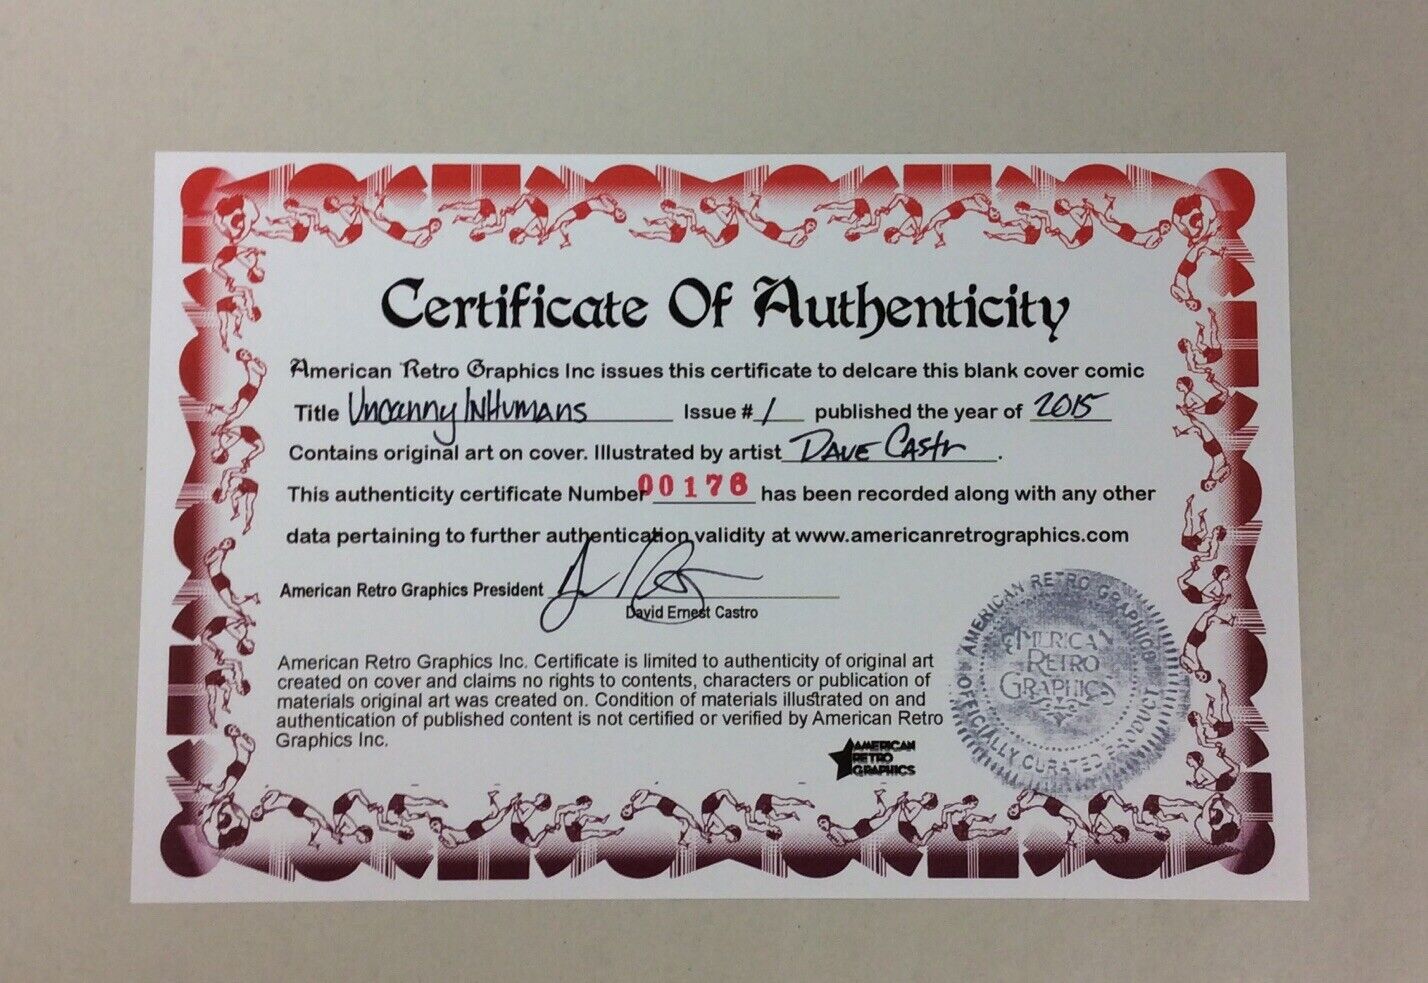 Certificate Of Authenticity
American Retro Graphics Inc issues this certificate to delcare this blank cover comic
Title Uncanny InHumans Issue # 1 published the year of 2015
Contains original art on cover. Illustrated by artist Dave Castr.
This authenticity certificate Number 00176 has been recorded along with any other
data pertaining to further authentication validity at www.americanretrographics.com
American Retro Graphics President
David Ernest Castro
American Retro Graphics Inc. Certificate is limited to authenticity of original art
created on cover and claims no rights to contents, characters or publication of
materials original art was created on. Condition of materials illustrated on and
authentication of published content is not certified or verified by American Retro
Graphics Inc.
AMERICAN
RETRO
GRAPHICS
AMERICAN RETRO GRAPHICS
OFFICIALLY CURATED PRODUCT
AMERICAN
RETRO
GRAPHICS